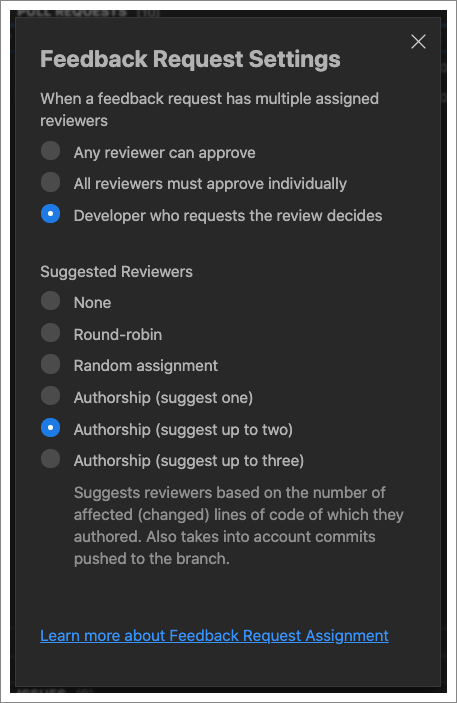 PULL REQUESTS (10)
Feedback Request Settings
When a feedback request has multiple assigned
reviewers
Any reviewer can approve
All reviewers must approve individually
Developer who requests the review decides
Suggested Reviewers
None
Round-robin
Random assignment
Authorship (suggest one)
Authorship (suggest up to two)
Authorship (suggest up to three)
Suggests reviewers based on the number of
affected (changed) lines of code of which they
authored. Also takes into account commits
pushed to the branch.
Learn more about Feedback Request Assignment
ISSUES